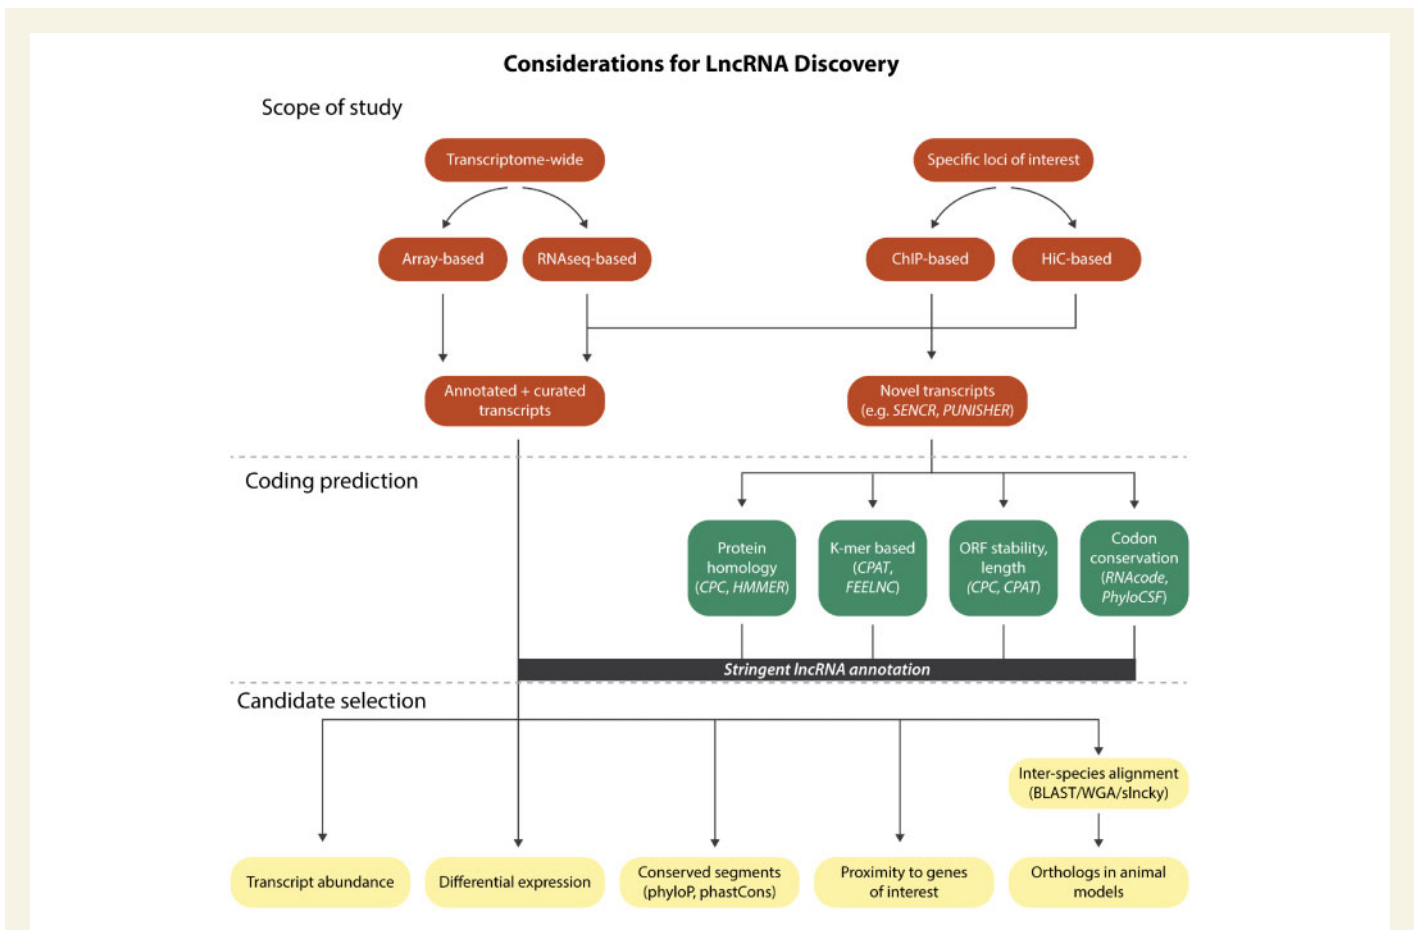 Considerations for LncRNA Discovery
Scope of study
Transcriptome-wide
Specific loci of interest
Array-based
RNAseq-based
ChIP-based
HiC-based
Annotated + curated
transcripts
Novel transcripts
(e.g. SENCR, PUNISHER)
Coding prediction
Protein
homology
(CPC, HMMER)
K-mer based
(CPAT,
FEELNC)
ORF stability,
length
(CPC, CPAT)
Codon
conservation
(RNAcode,
PhyloCSF)
Stringent lncRNA annotation
Candidate selection
Inter-species alignment
(BLAST/WGA/slncky)
Transcript abundance
Differential expression
Conserved segments
(phyloP, phastCons)
Proximity to genes
of interest
Orthologs in animal
models